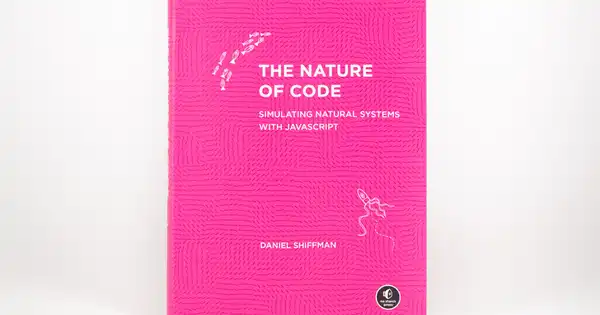 THE NATURE
OF CODE
SIMULATING NATURAL SYSTEMS
WITH JAVASCRIPT
DANIEL SHIFFMAN